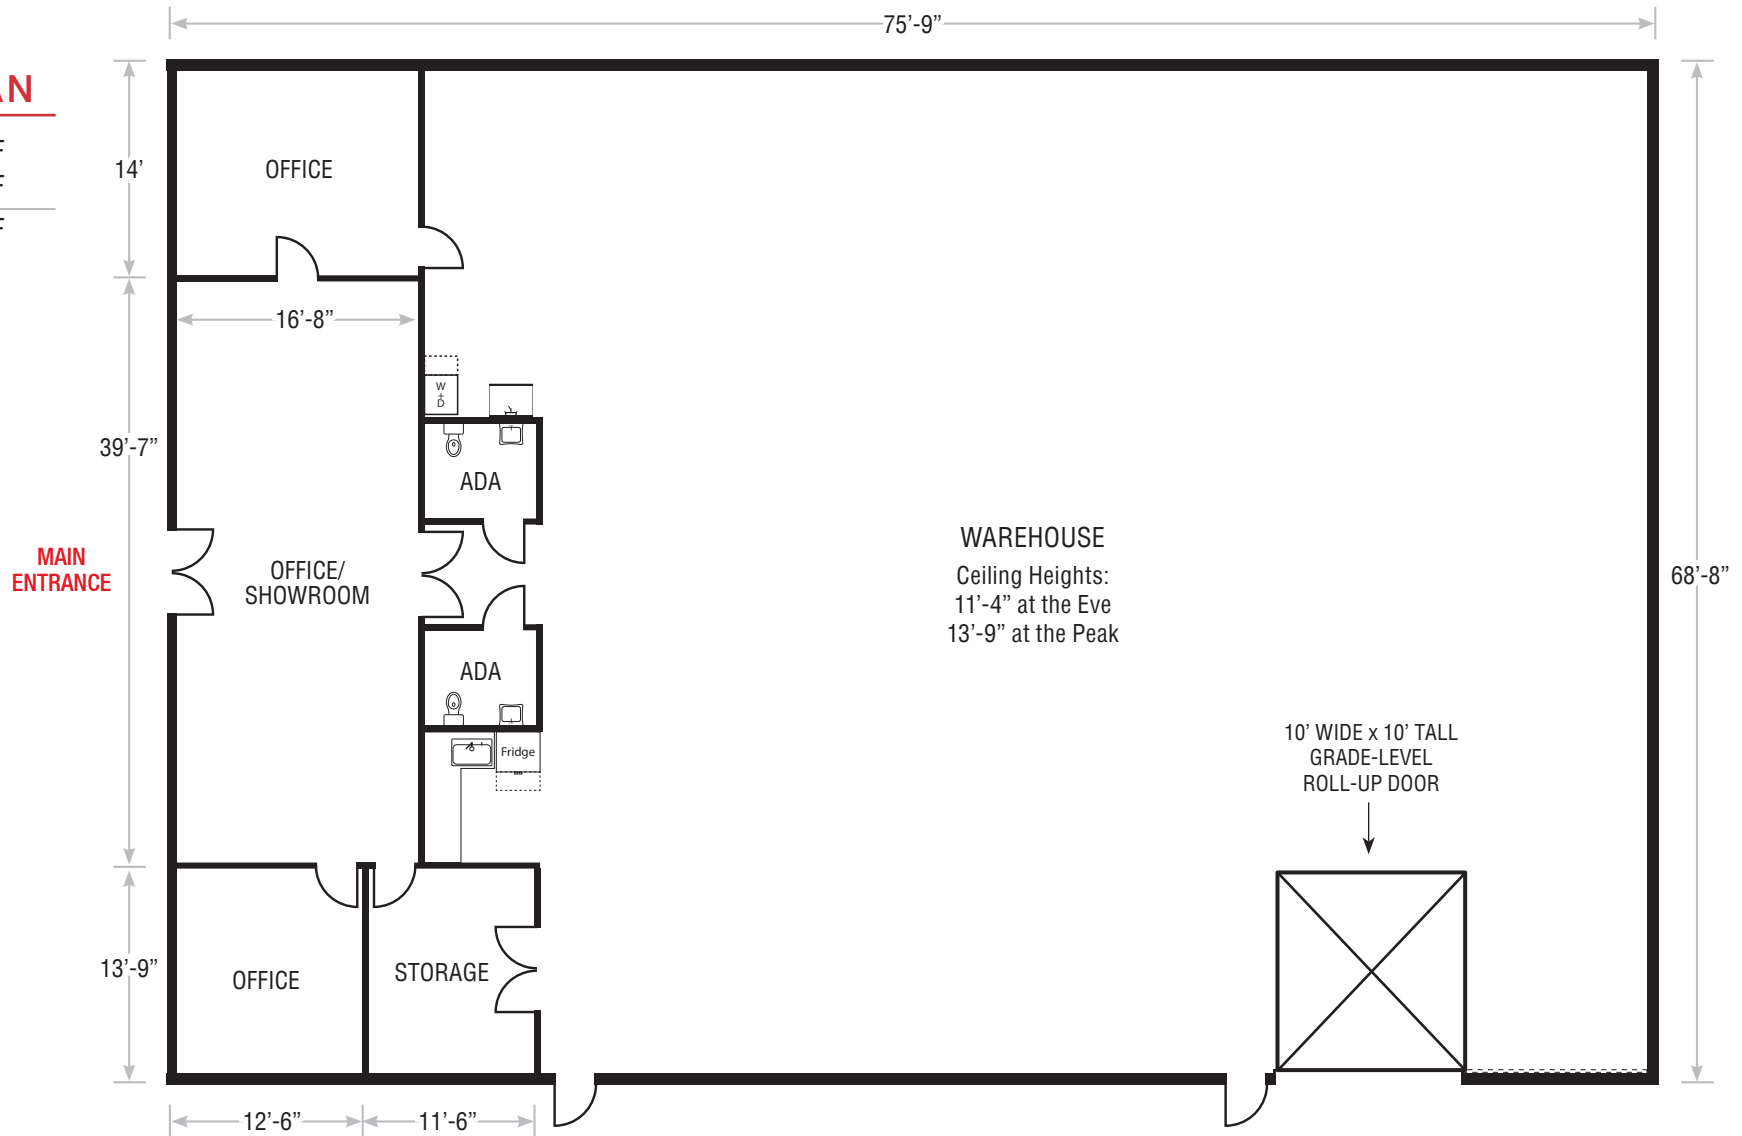 75’-9”
AN
F
F
F
14’
OFFICE
16’-8”
W
+
D
39’-7”
ADA
MAIN
ENTRANCE
OFFICE/
SHOWROOM
WAREHOUSE
Ceiling Heights:
11’-4” at the Eve
13’-9” at the Peak
68’-8”
ADA
Fridge
10’ WIDE x 10’ TALL
GRADE-LEVEL
ROLL-UP DOOR
13’-9”
OFFICE
STORAGE
12’-6”
11’-6”